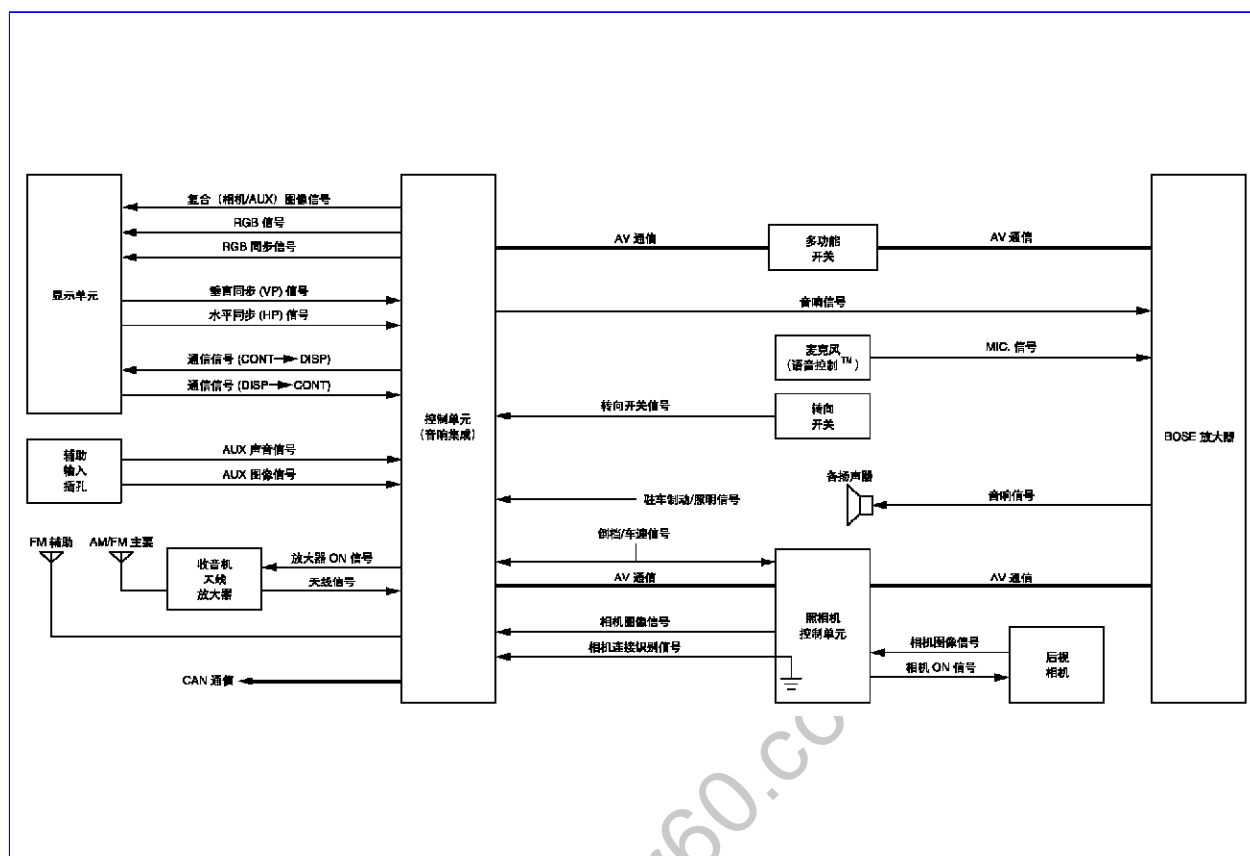 复合（相机/AUX）图像信号
RGB 信号
RGB 同步信号
显示单元
垂直同步 (VP) 信号
水平同步 (HP) 信号
通信信号 (CONT→DISP)
通信信号 (DISP→CONT)
辅助
输入
插孔
AUX 声音信号
AUX 图像信号
FM 辅助
AM/FM 主要
收音机
天线
放大器
放大器 ON 信号
天线信号
CAN 通信
控制单元
（音响集成）
AV 通信
多功能
开关
AV 通信
音响信号
麦克风
（语音控制™）
MIC. 信号
转向开关信号
转向
开关
BOSE 放大器
驻车制动/照明信号
各扬声器
音响信号
倒档/车速信号
AV 通信
AV 通信
照相机
控制单元
相机图像信号
相机连接识别信号
相机图像信号
相机 ON 信号
后视
相机